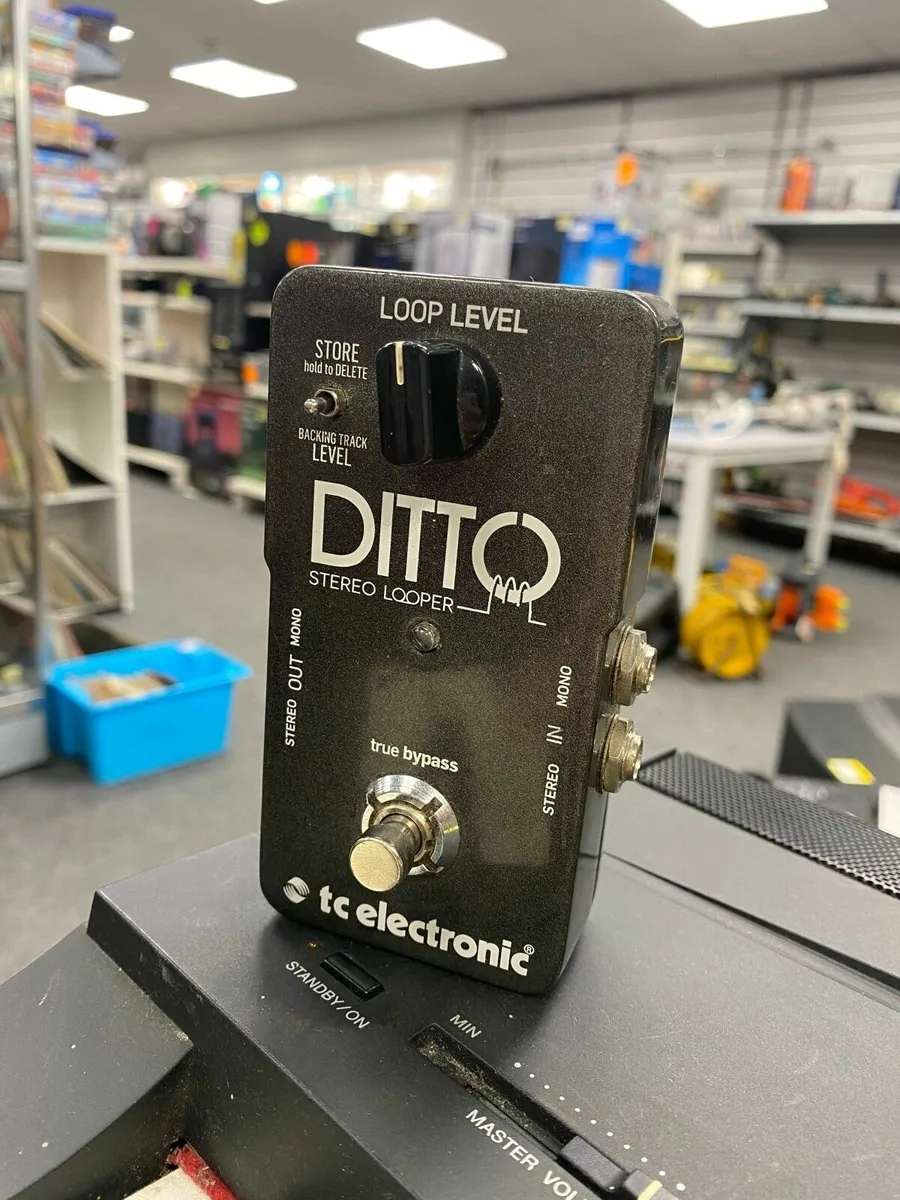 LOOP LEVEL
STORE
hold to DELETE
BACKING TRACK
LEVEL
DITTO
STEREO LOOPER
STEREO OUT MONO
STEREO IN MONO
true bypass
tc electronic®
STANDBY/ON
MIN
MASTER VOL